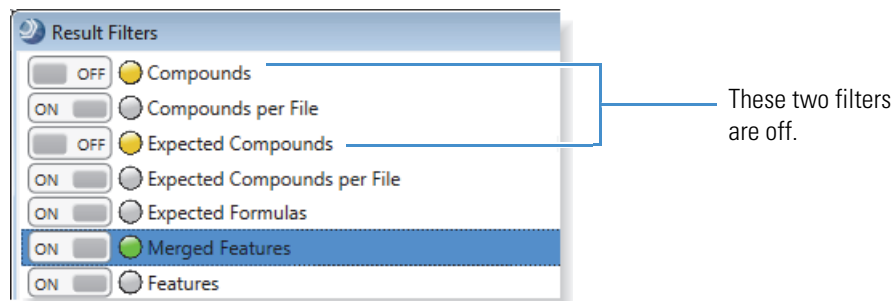 Result Filters
OFF Compounds
ON Compounds per File
OFF Expected Compounds
ON Expected Compounds per File
ON Expected Formulas
ON Merged Features
ON Features
These two filters
are off.